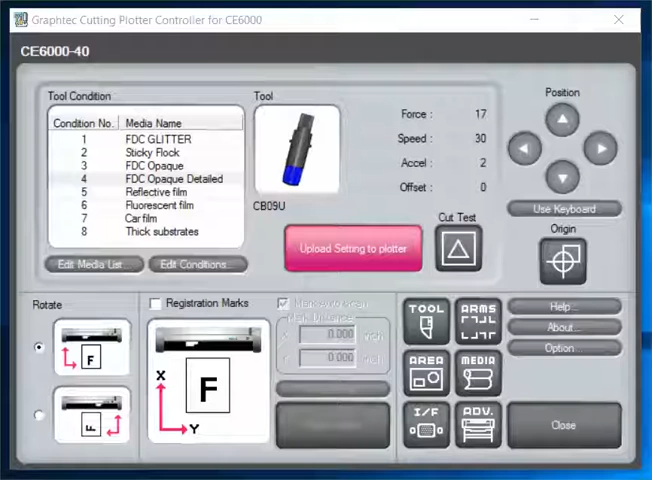 Graphtec Cutting Plotter Controller for CE6000
CE6000-40
Tool Condition
Condition No. Media Name
1 FDC GLITTER
2 Sticky Flock
3 FDC Opaque
4 FDC Opaque Detailed
5 Reflective film
6 Fluorescent film
7 Car film
8 Thick substrates
Edit Media List...
Edit Conditions...
Tool
CB09U
Force : 17
Speed : 30
Accel : 2
Offset : 0
Upload Setting to plotter
Cut Test
Position
Use Keyboard
Origin
Rotate
F
F
Registration Marks
X
F
Y
Mark Distance
X 0.000 inch
Y 0.000 inch
TOOL
ARMS
AREA
MEDIA
I/F
ADV.
Help...
About...
Option...
Close